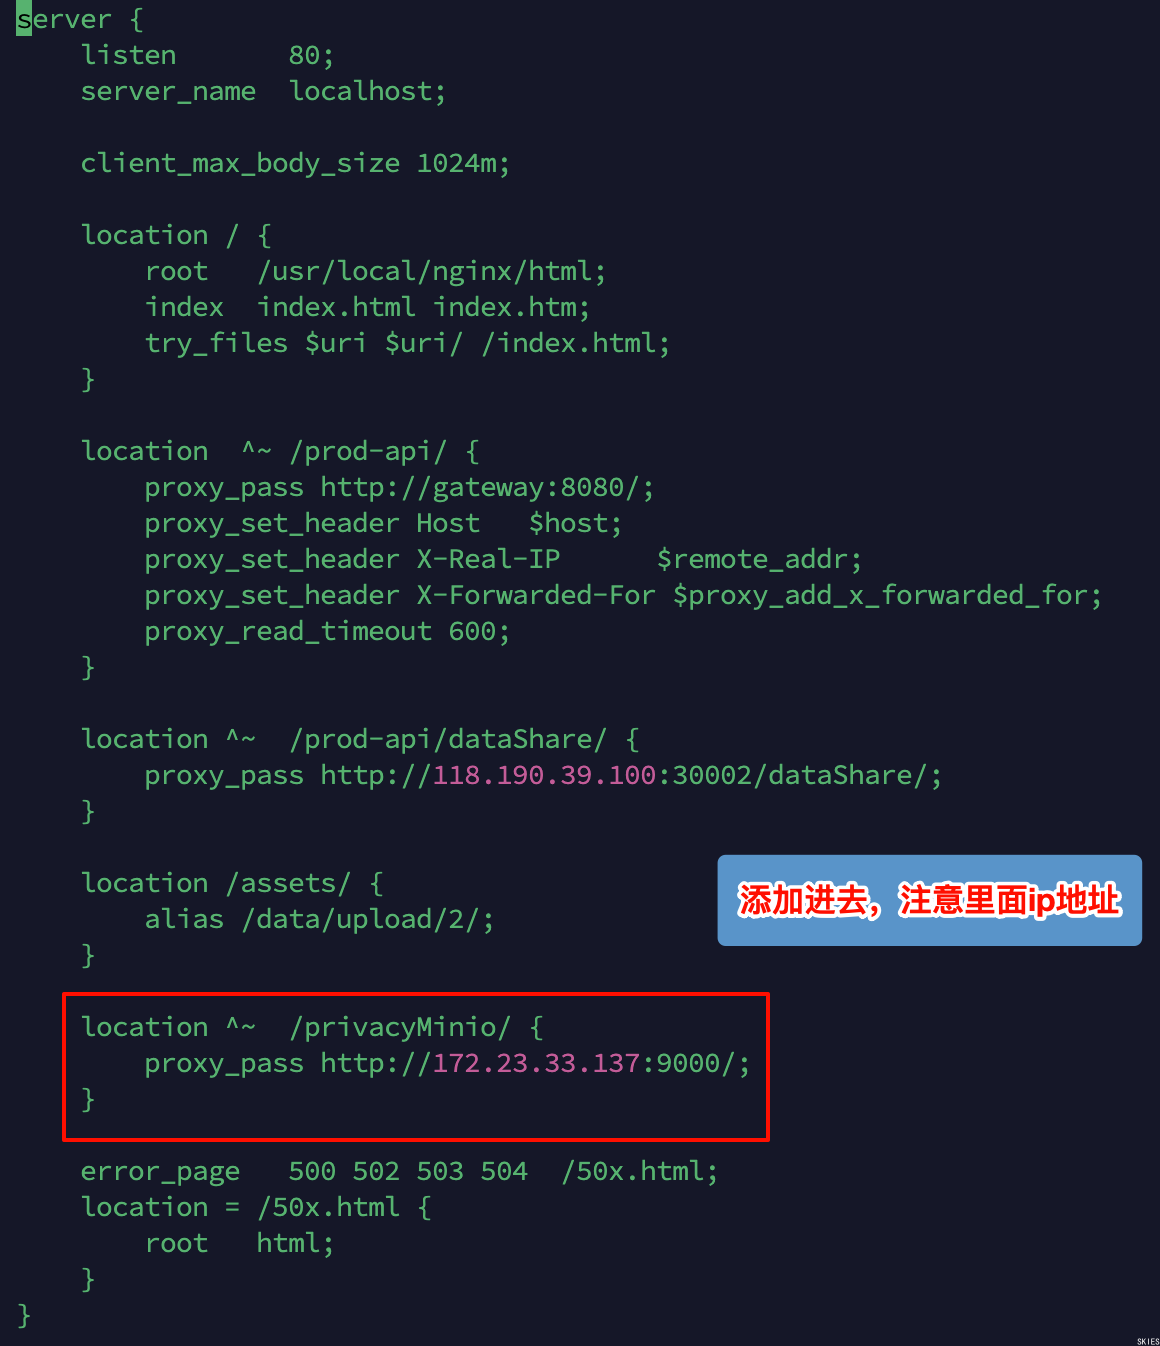 server {
    listen       80;
    server_name  localhost;
    client_max_body_size 1024m;
    location / {
        root   /usr/local/nginx/html;
        index  index.html index.htm;
        try_files $uri $uri/ /index.html;
    }
    location  ^~ /prod-api/ {
        proxy_pass http://gateway:8080/;
        proxy_set_header Host   $host;
        proxy_set_header X-Real-IP      $remote_addr;
        proxy_set_header X-Forwarded-For $proxy_add_x_forwarded_for;
        proxy_read_timeout 600;
    }
    location ^~  /prod-api/dataShare/ {
        proxy_pass http://118.190.39.100:30002/dataShare/;
    }
    location /assets/ {
        alias /data/upload/2/;
    }
添加进去，注意里面ip地址
    location ^~  /privacyMinio/ {
        proxy_pass http://172.23.33.137:9000/;
    }
    error_page   500 502 503 504  /50x.html;
    location = /50x.html {
        root   html;
    }
}
SKIES